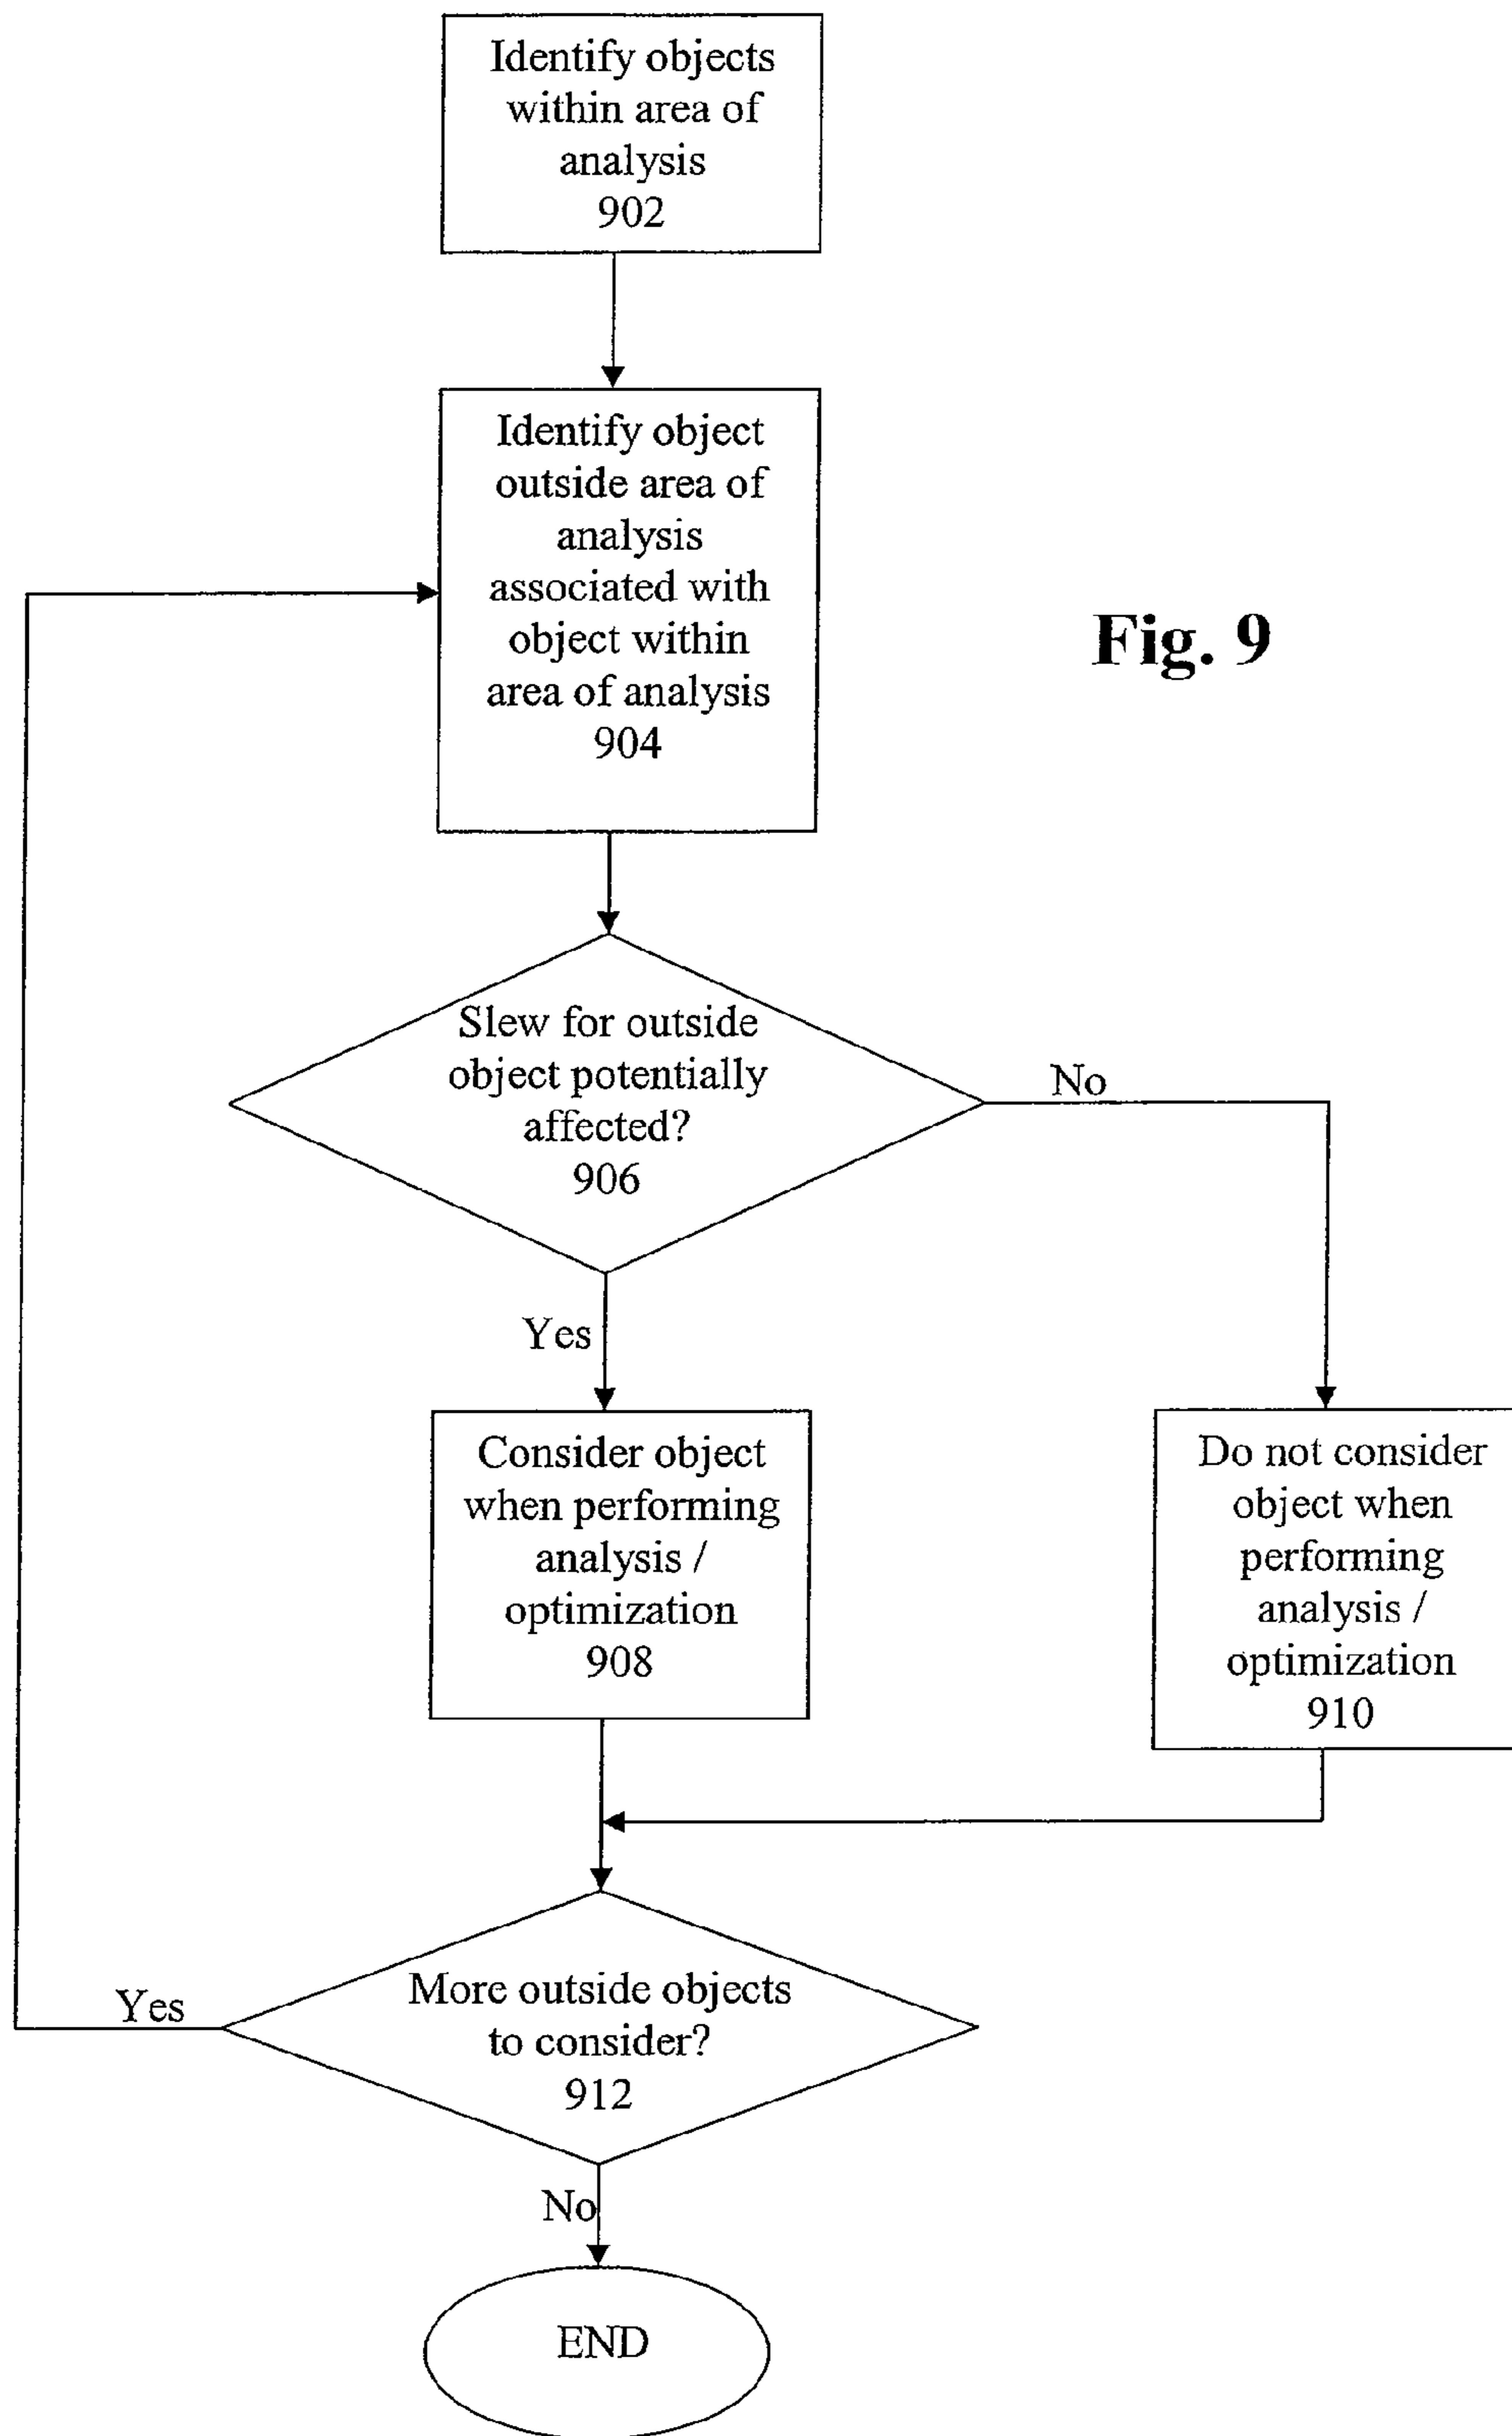 Identify objects
within area of
analysis
902
Identify object
outside area of
analysis
associated with
object within
area of analysis
904
Fig. 9
Slew for outside
object potentially
affected?
906
No
Yes
Consider object
when performing
analysis /
optimization
908
Do not consider
object when
performing
analysis /
optimization
910
More outside objects
to consider?
912
Yes
No
END